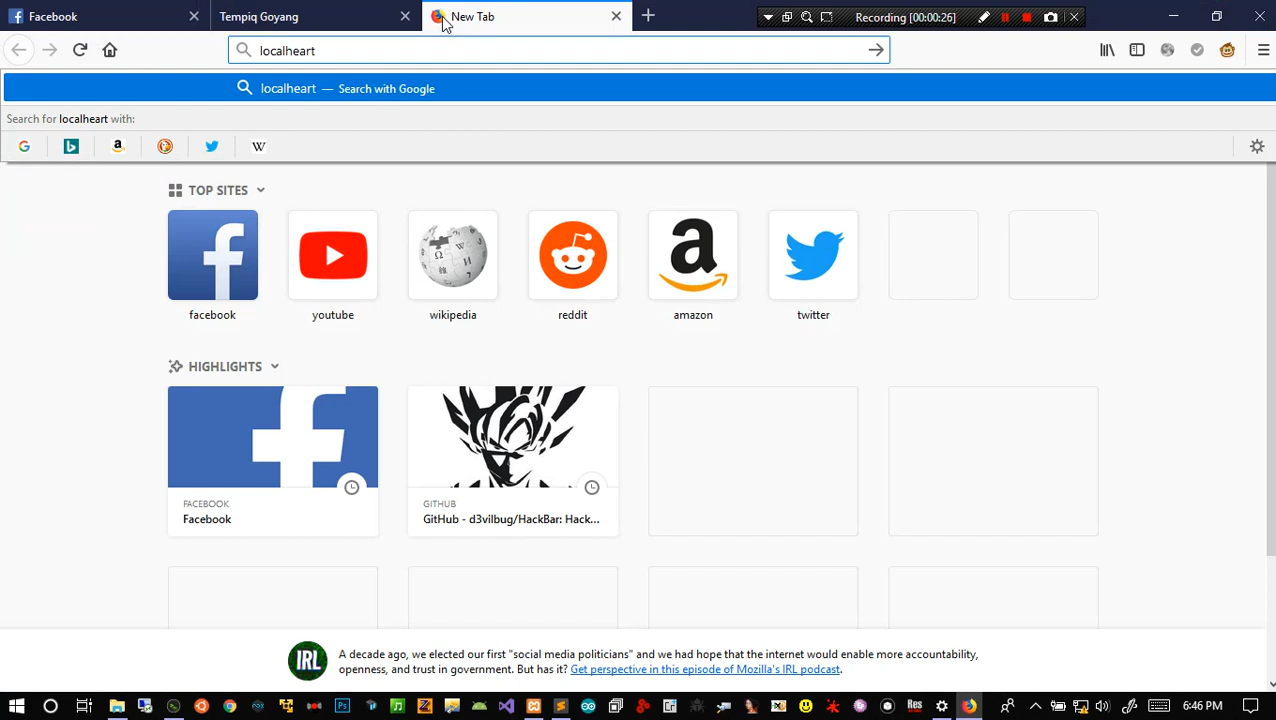 Facebook
Tempiq Goyang
New Tab
Recording [00:00:26]
localheart
localheart — Search with Google
Search for localheart with:
TOP SITES
facebook
youtube
wikipedia
reddit
amazon
twitter
HIGHLIGHTS
FACEBOOK
Facebook
GITHUB
GitHub - d3vilbug/HackBar: Hack...
IRL
A decade ago, we elected our first "social media politicians" and we had hope that the internet would enable more accountability,
openness, and trust in government. But has it? Get perspective in this episode of Mozilla's IRL podcast.
6:46 PM